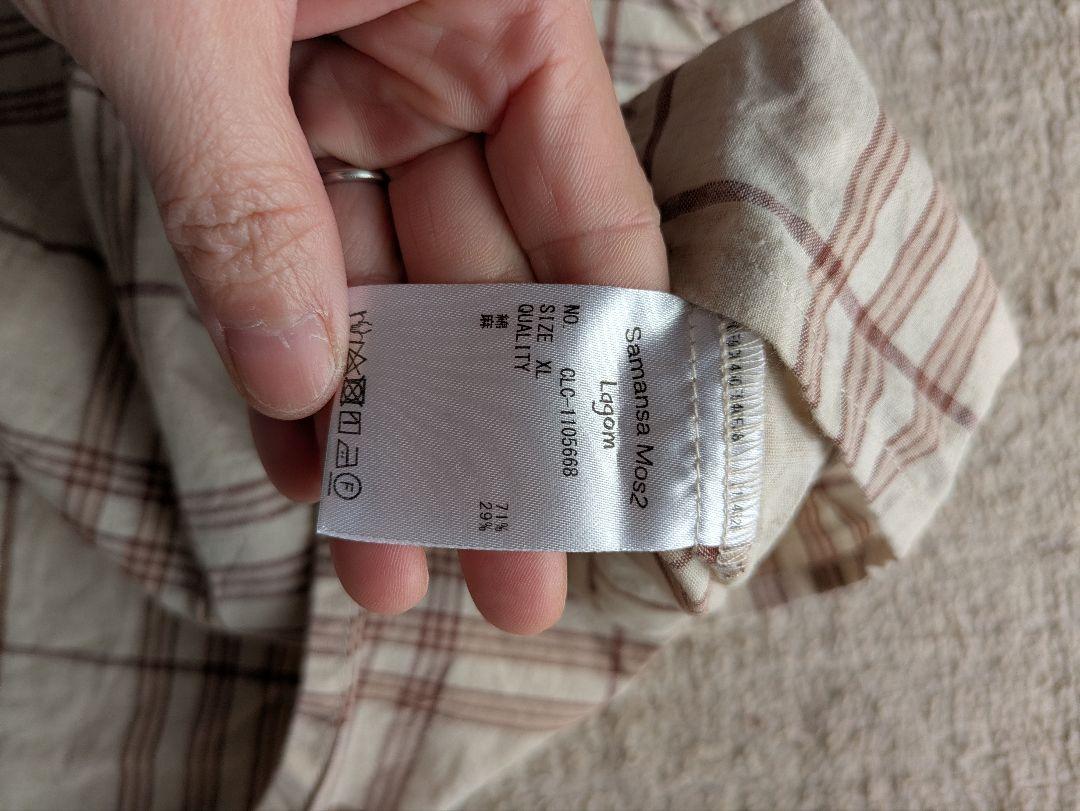 Samansa Mos2
Lagom
NO. CLC-1105668
SIZE XL
QUALITY
綿 71%
麻 29%
F